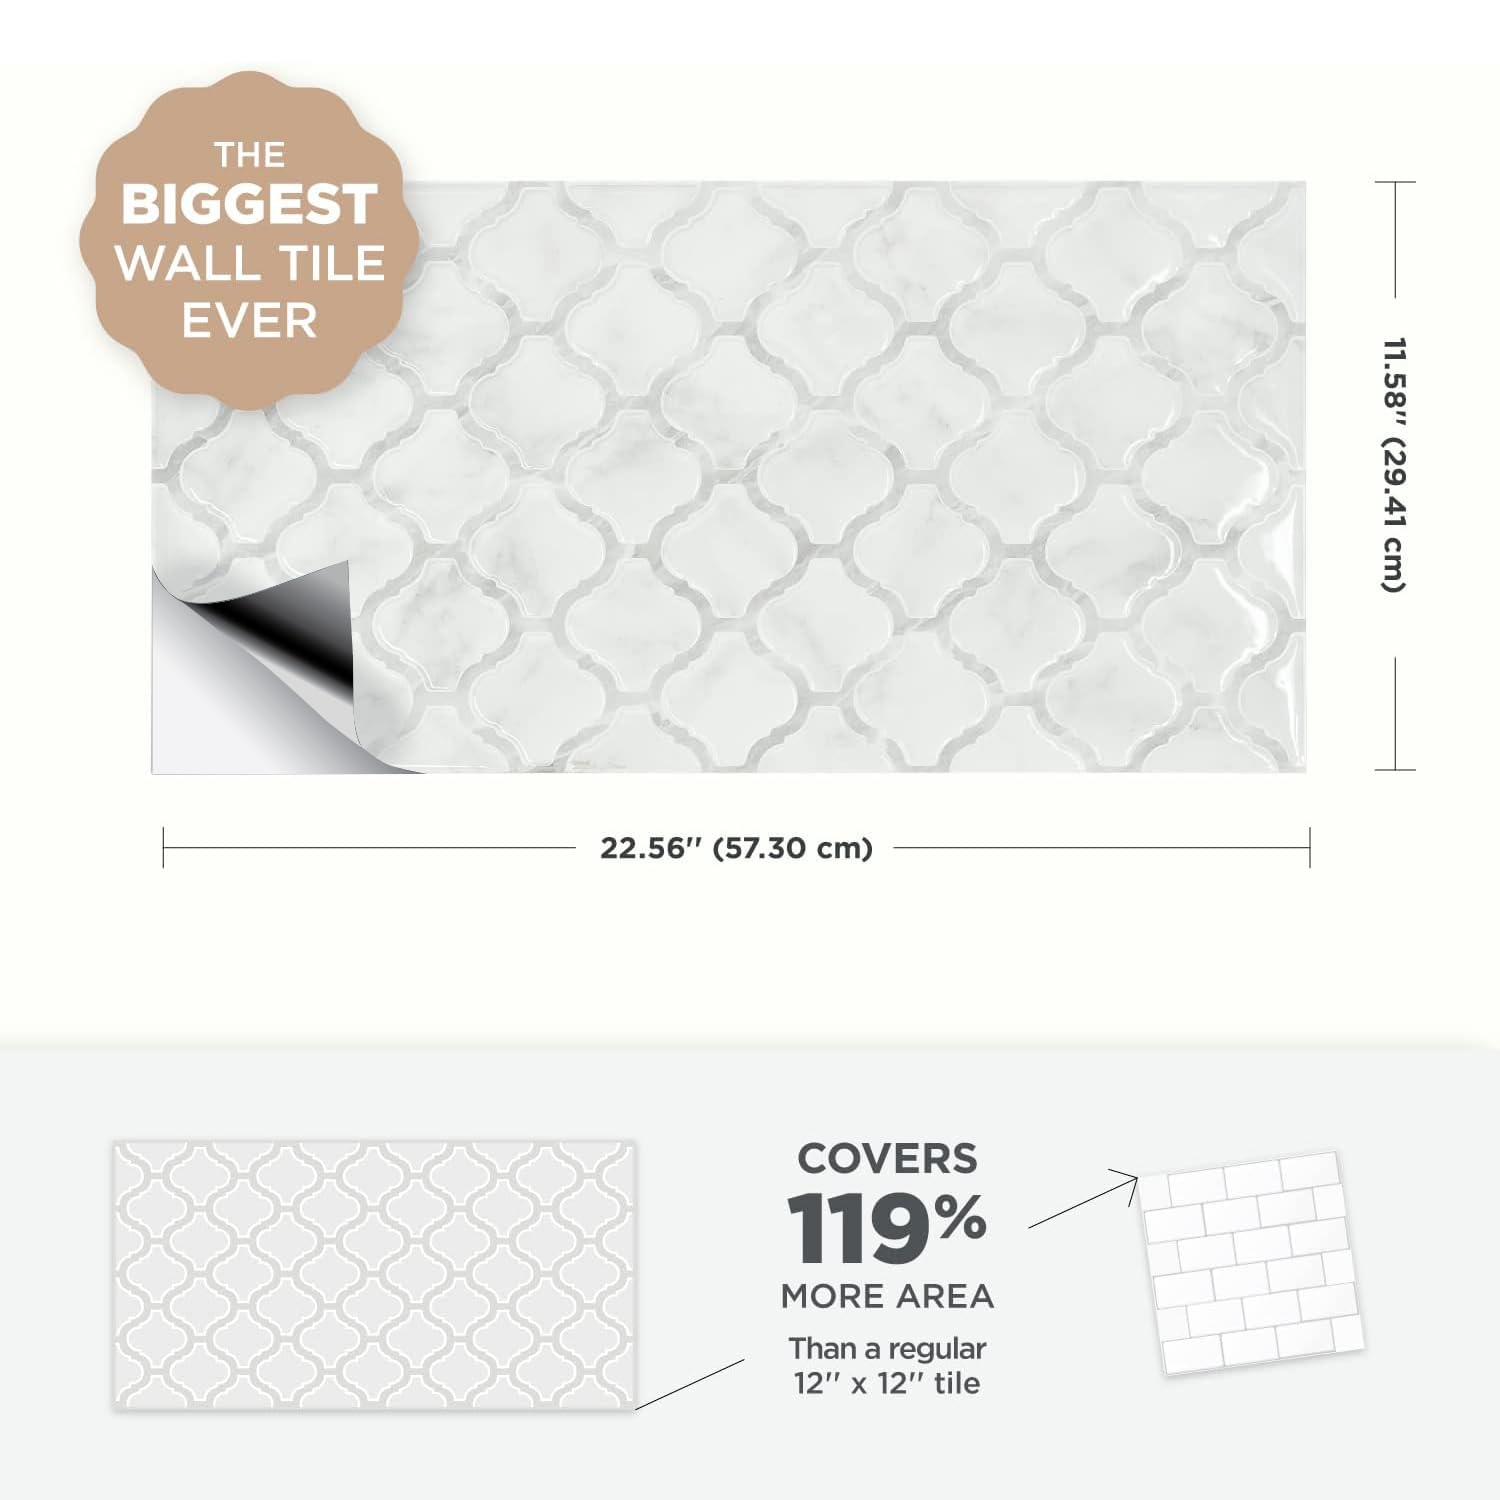 THE
BIGGEST
WALL TILE
EVER
11.58'' (29.41 cm)
22.56'' (57.30 cm)
COVERS
119%
MORE AREA
Than a regular
12'' x 12'' tile